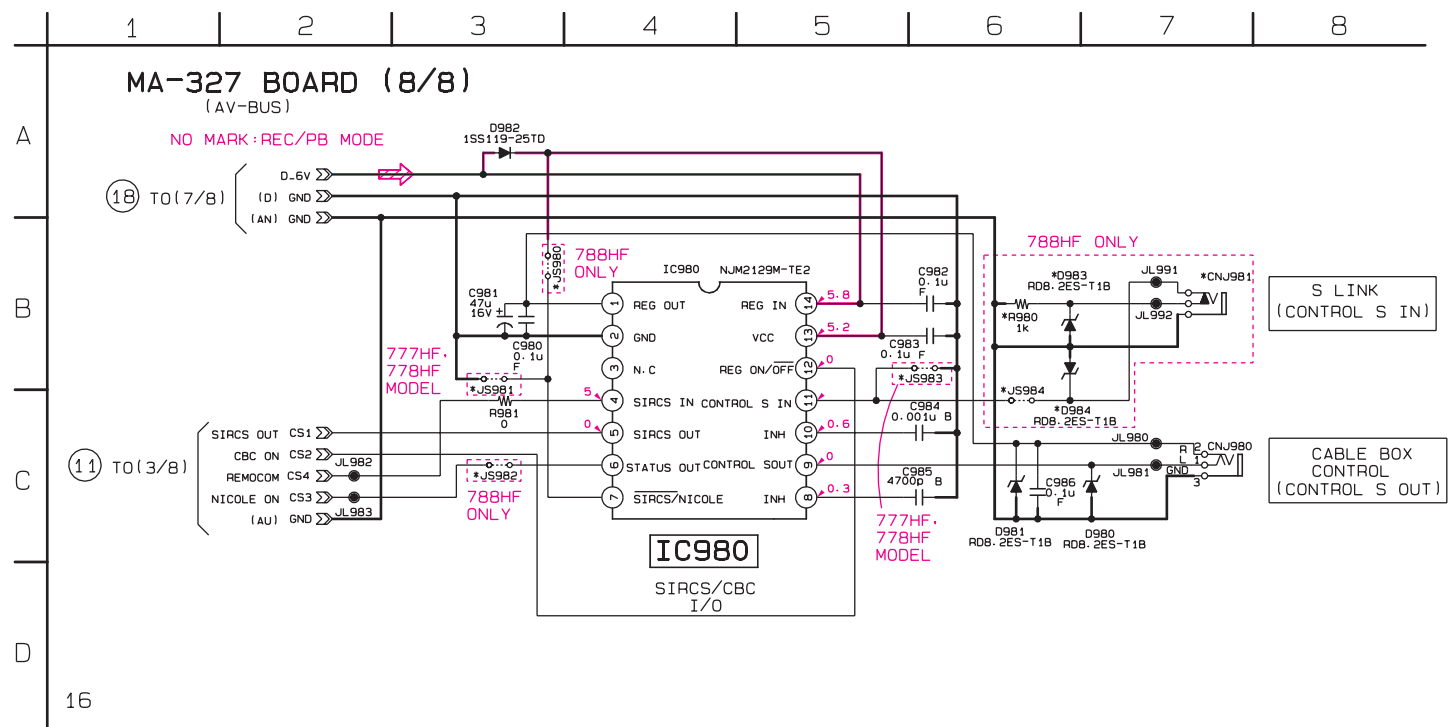 1 2 3 4 5 6 7 8
MA-327 BOARD (8/8)
(AV-BUS)
A
NO MARK:REC/PB MODE
D982
1SS119-25TD
18 TO(7/8)
D_6V
(D) GND
(AN) GND
B
788HF
ONLY
*JS980
IC980 NJM2129M-TE2
C981
47u
16V +
C980
0.1u
F
1 REG OUT
2 GND
3 N.C
4 SIRCS IN
5 SIRCS OUT
6 STATUS OUT
7 SIRCS/NICOLE
REG IN 14 5.8
VCC 13 5.2
REG ON/OFF 12 0
CONTROL S IN 11
INH 10 0.6
CONTROL SOUT 9 0
INH 8 0.3
C982
0.1u
F
C983
0.1u F
*JS983
788HF ONLY
*D983
RD8.2ES-T1B
JL991
*CNJ981
JL992
*R980
1k
S LINK
(CONTROL S IN)
777HF.
778HF
MODEL
*JS981
R981
0
5
0
*JS984
*D984
RD8.2ES-T1B
C
11 TO(3/8)
SIRCS OUT CS1
CBC ON CS2
REMOCOM CS4
NICOLE ON CS3
(AU) GND
JL982
JL983
*JS982
788HF
ONLY
C984
0.001u B
C985
4700p B
777HF.
778HF
MODEL
JL980
JL981
R 2
L 1
GND
3
CNJ980
C986
0.1u
F
D981
RD8.2ES-T1B
D980
RD8.2ES-T1B
CABLE BOX
CONTROL
(CONTROL S OUT)
IC980
SIRCS/CBC
I/O
D
16